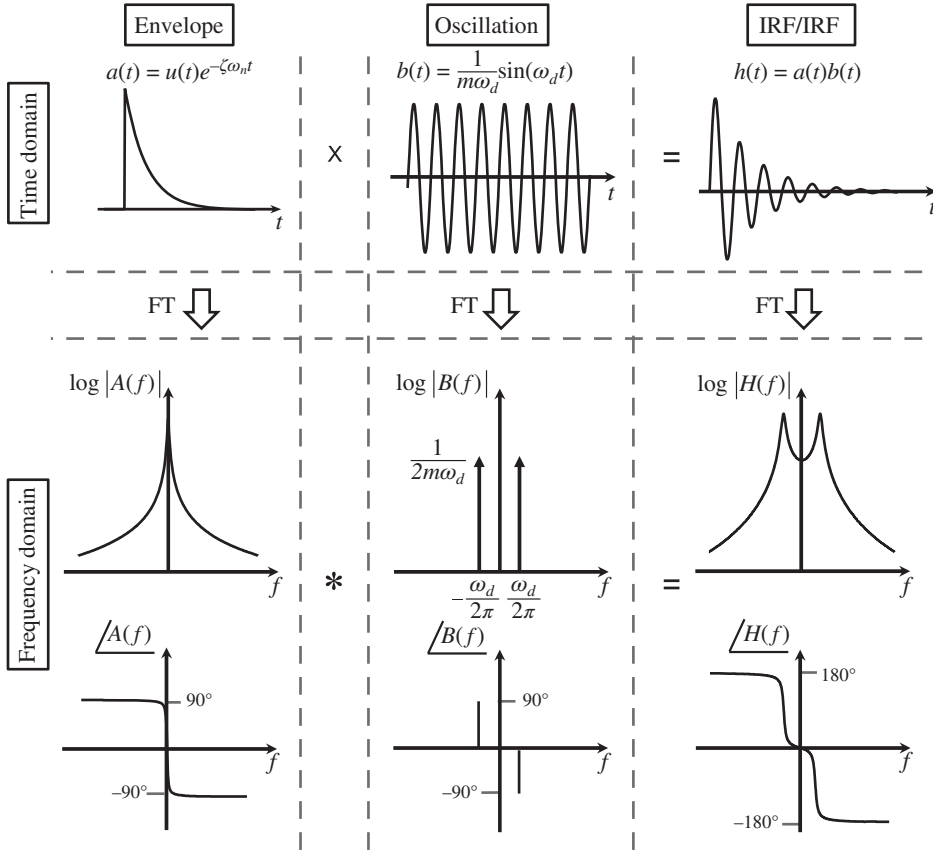 Envelope
Oscillation
IRF/IRF
Time domain
a(t) = u(t)e^{−ζω_n t}
b(t) = \frac{1}{mω_d} sin(ω_d t)
h(t) = a(t)b(t)
x
=
t
t
t
FT
FT
FT
Frequency domain
log |A(f)|
log |B(f)|
log |H(f)|
\frac{1}{2mω_d}
f
*
f
=
f
−\frac{ω_d}{2π} \frac{ω_d}{2π}
∠A(f)
∠B(f)
∠H(f)
90°
90°
180°
f
f
f
–90°
–90°
–180°